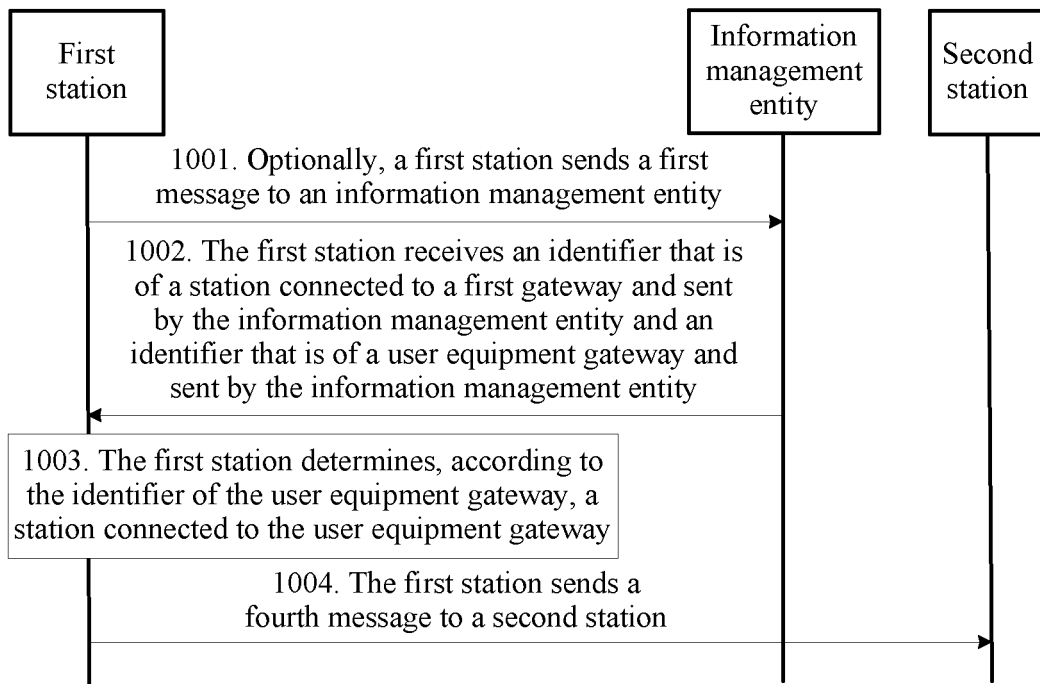 First
station
Information
management
entity
Second
station
1001. Optionally, a first station sends a first
message to an information management entity
1002. The first station receives an identifier that is
of a station connected to a first gateway and sent
by the information management entity and an
identifier that is of a user equipment gateway and
sent by the information management entity
1003. The first station determines, according to
the identifier of the user equipment gateway, a
station connected to the user equipment gateway
1004. The first station sends a
fourth message to a second station